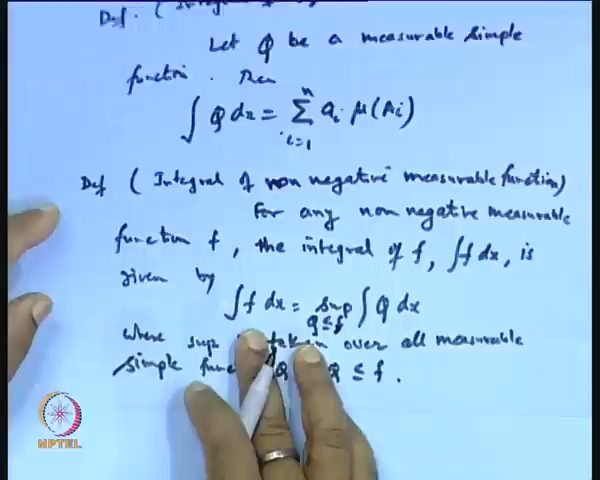 Def. ( Integral
Let φ be a measurable simple
function. Then
∫ φ dx = Σ_{i=1}^{n} a_i μ(A_i)
Def ( Integral of non negative measurable function)
For any non negative measurable
function f, the integral of f, ∫f dx, is
given by
∫ f dx = sup_{φ≤f} ∫ φ dx
where sup taken over all measurable
simple func φ φ ≤ f.
NPTEL